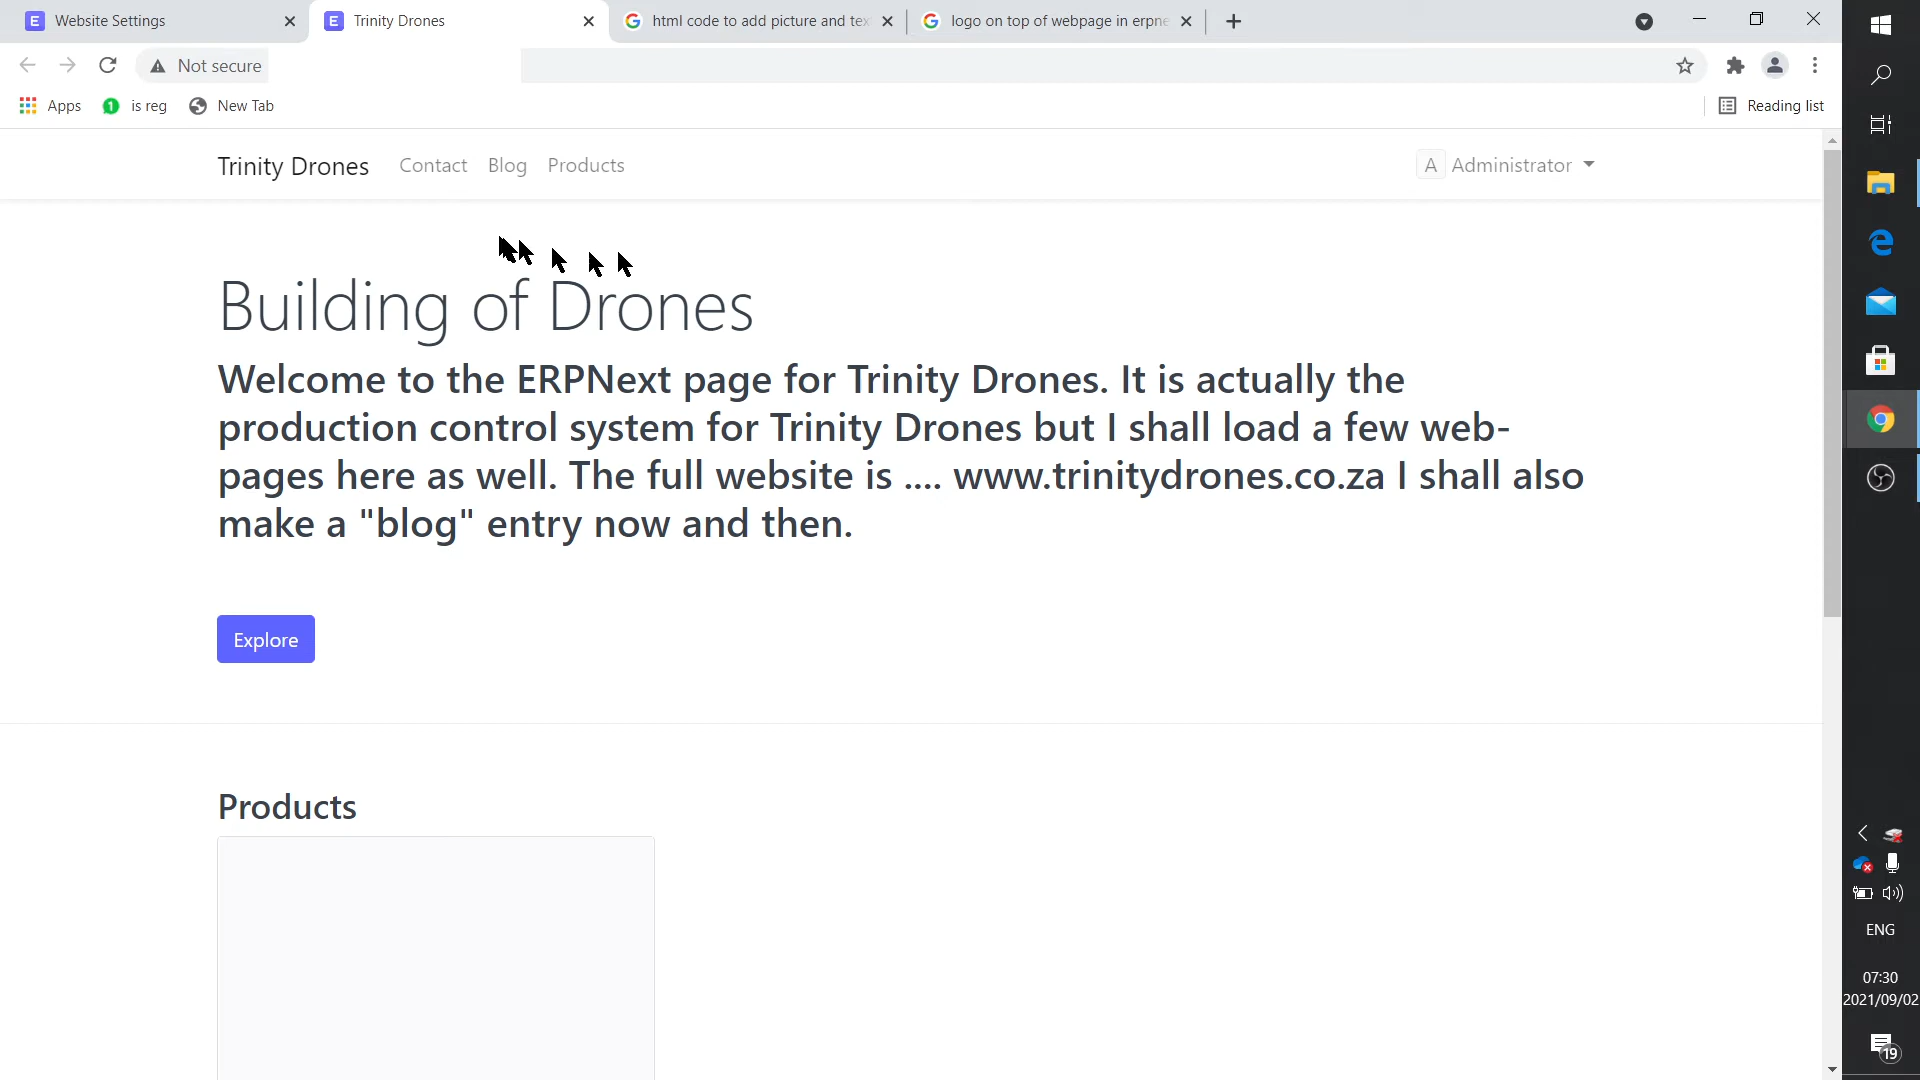 Website Settings
Trinity Drones
html code to add picture and tex
logo on top of webpage in erpne
Not secure
Apps
is reg
New Tab
Reading list
Trinity Drones
Contact
Blog
Products
A
Administrator
Building of Drones
Welcome to the ERPNext page for Trinity Drones. It is actually the
production control system for Trinity Drones but I shall load a few web-
pages here as well. The full website is .... www.trinitydrones.co.za I shall also
make a "blog" entry now and then.
Explore
Products
ENG
07:30
2021/09/02
19